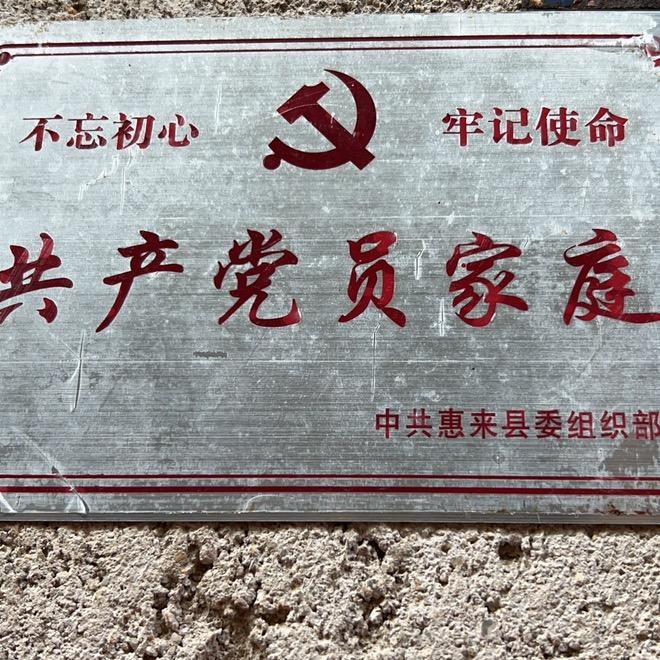 不忘初心 牢记使命
共产党员家庭
中共惠来县委组织部